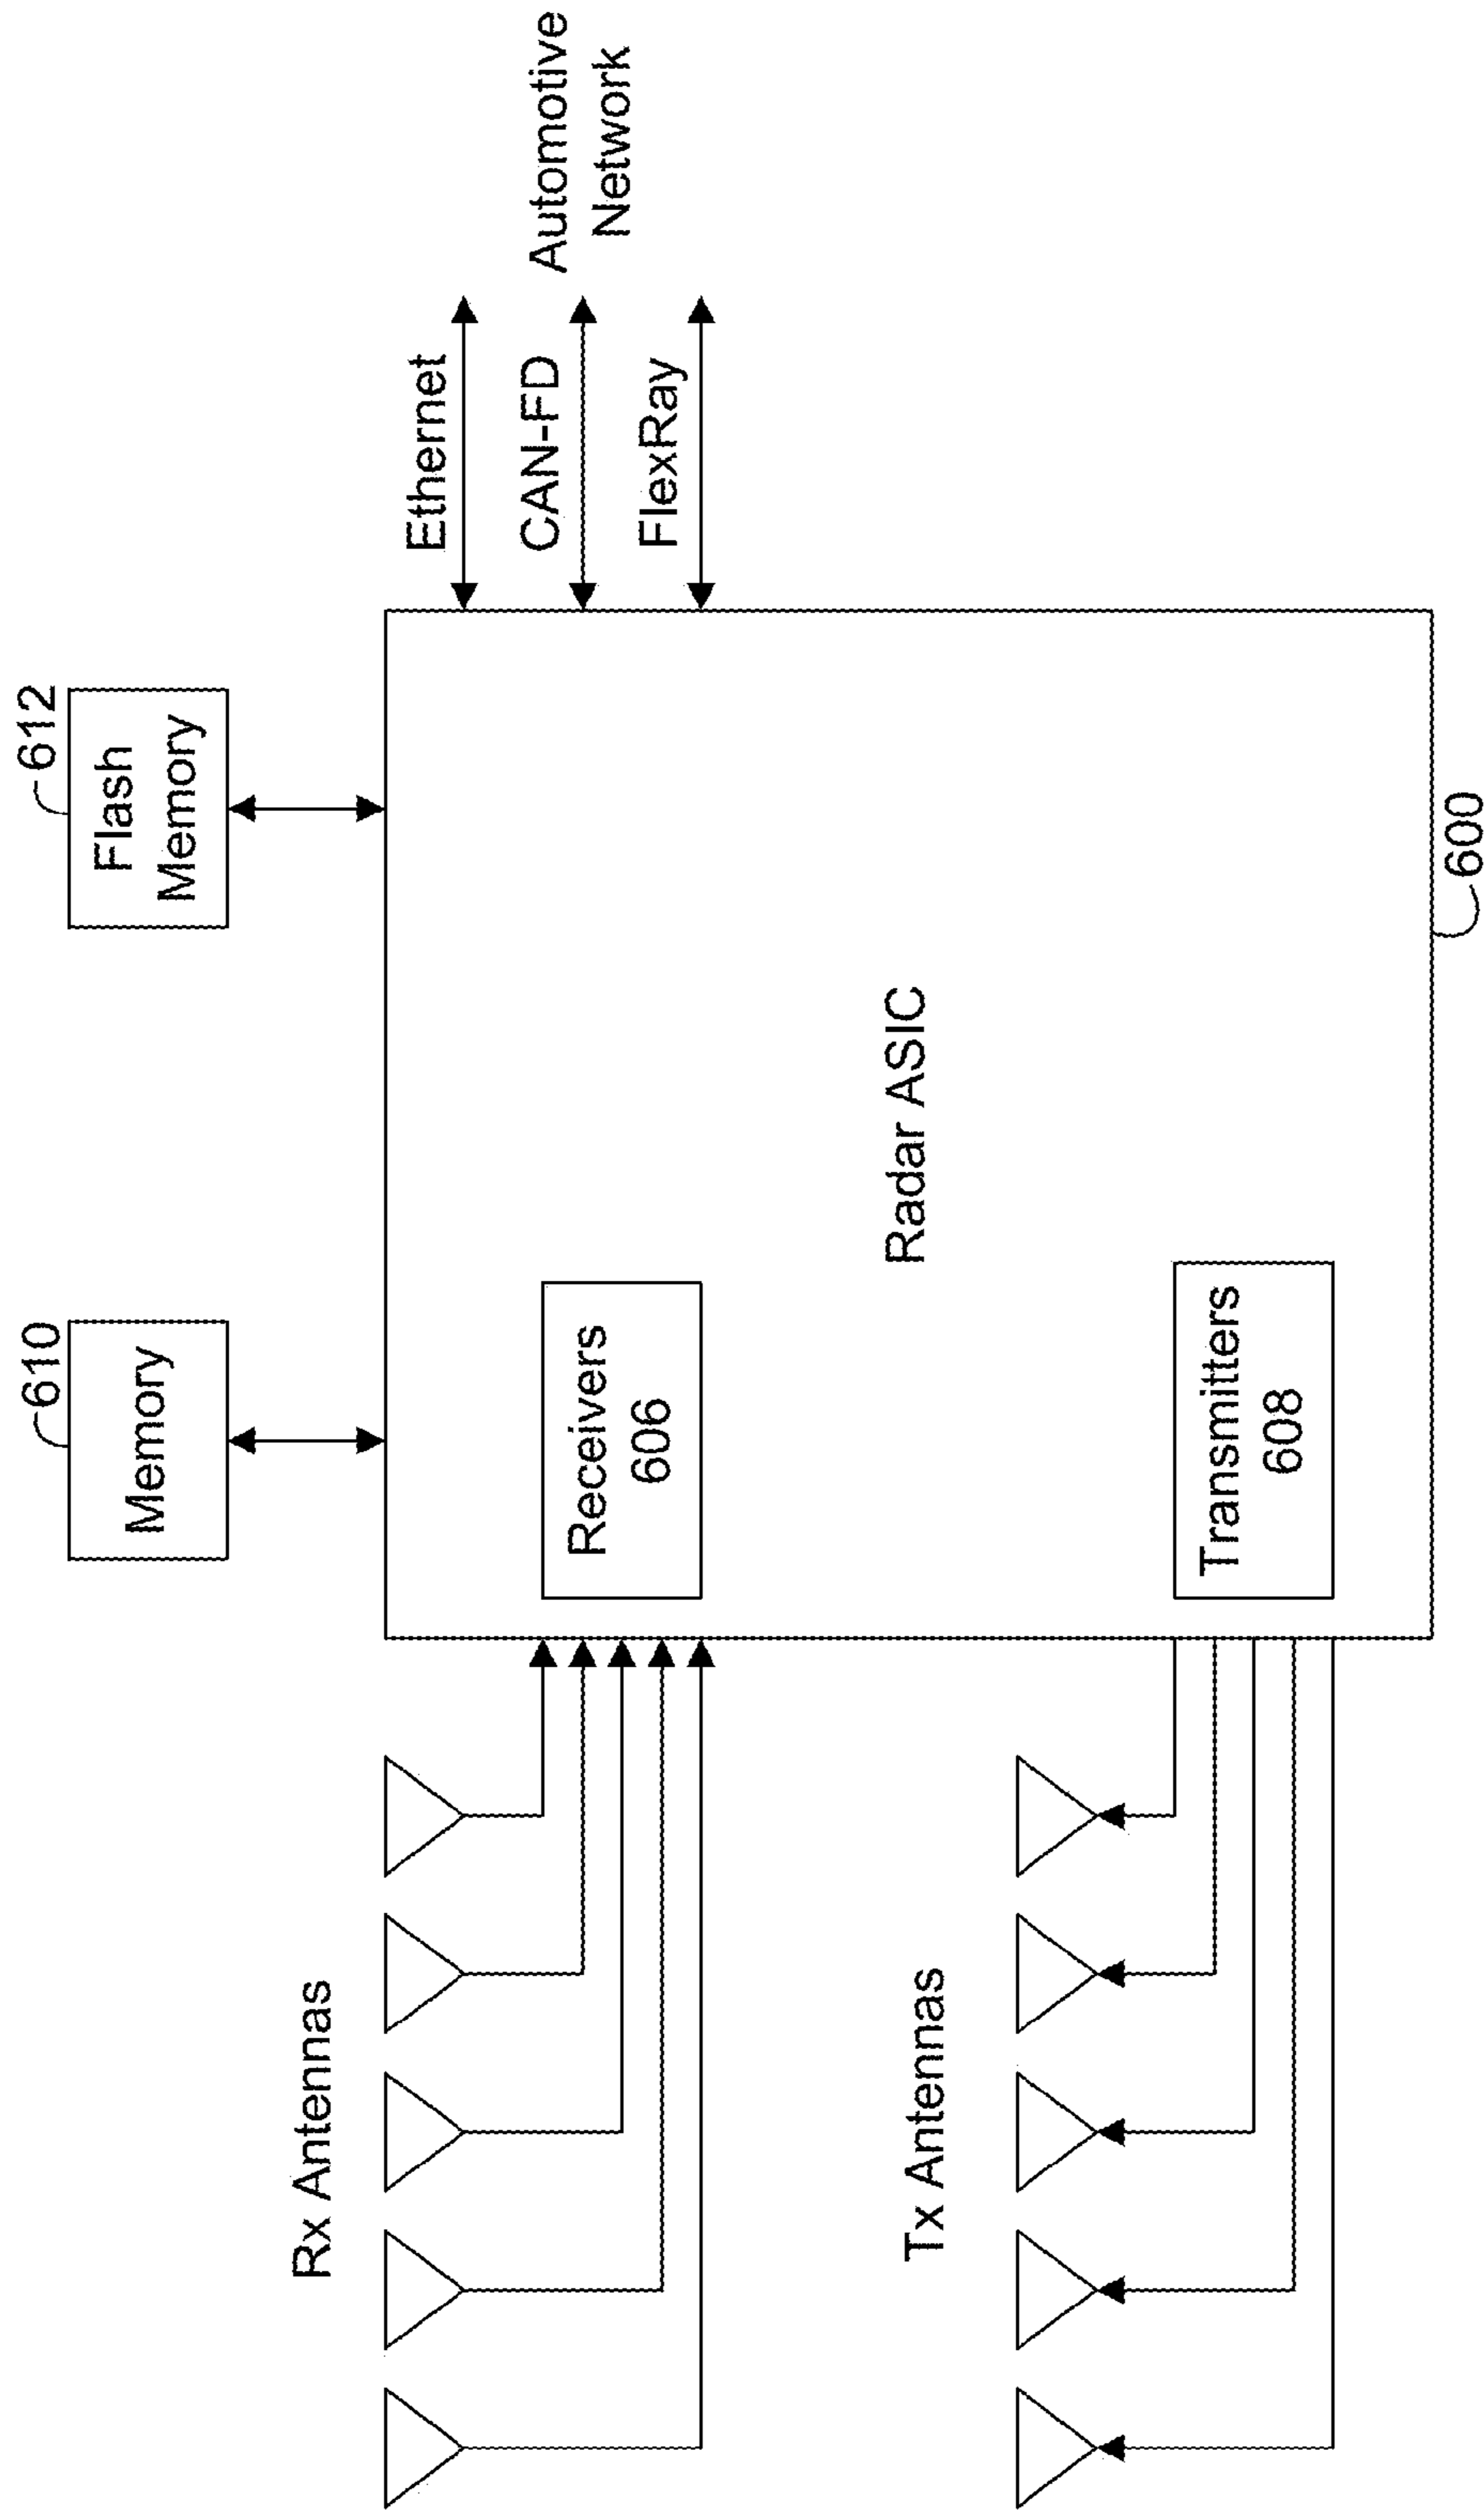 610
612
Memory
Flash
Memory
Rx Antennas
Ethernet
CAN-FD
FlexRay
Automotive
Network
Receivers
606
Radar ASIC
Tx Antennas
Transmitters
608
600